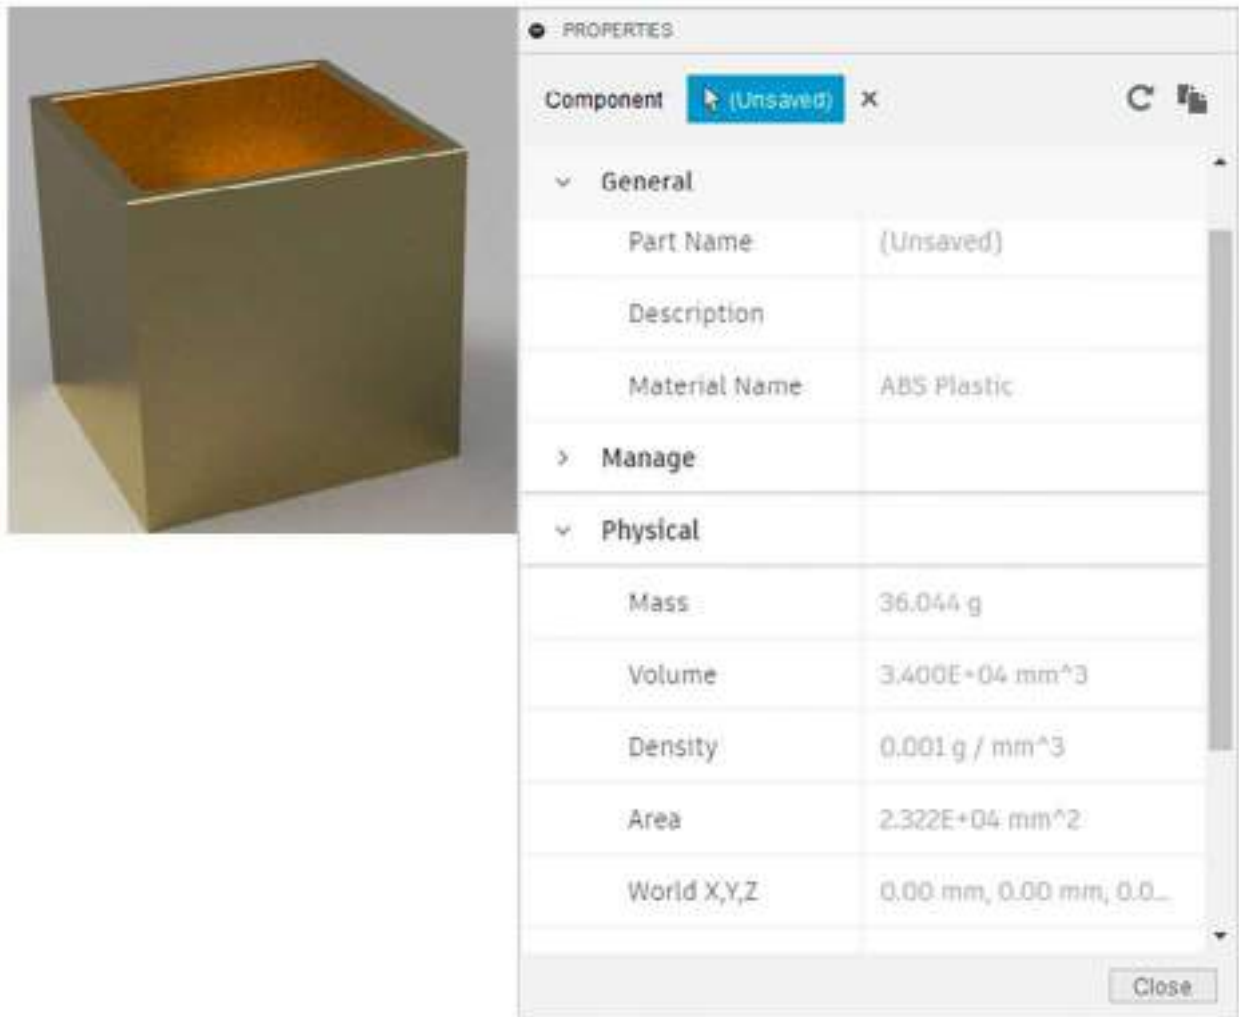 PROPERTIES
Component (Unsaved)
General
Part Name (Unsaved)
Description
Material Name ABS Plastic
Manage
Physical
Mass 36.044 g
Volume 3.400E+04 mm^3
Density 0.001 g / mm^3
Area 2.322E+04 mm^2
World X,Y,Z 0.00 mm, 0.00 mm, 0.0...
Close